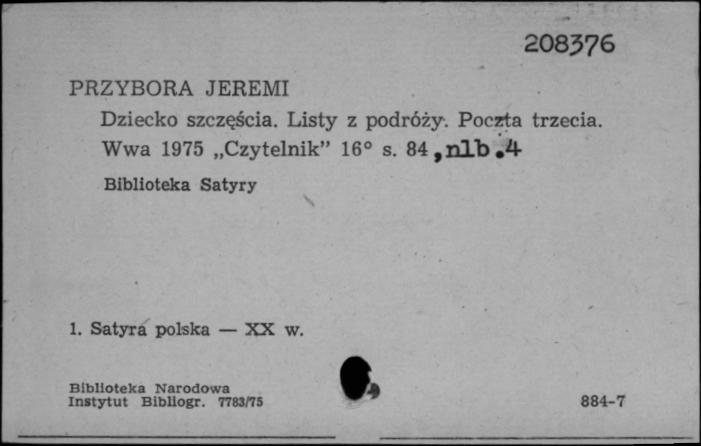 208376
PRZYBORA JEREMI
Dziecko szczęścia. Listy z podróży. Poczta trzecia.
Wwa 1975 „Czytelnik” 16° s. 84, nlb.4
Biblioteka Satyry
1. Satyra polska — XX w.
Biblioteka Narodowa
Instytut Bibliogr. 7783/75
884-7